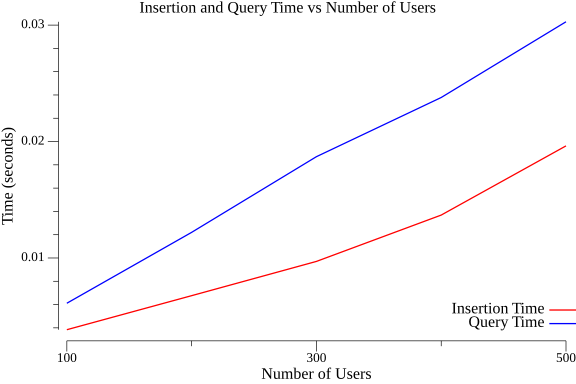 Insertion and Query Time vs Number of Users
0.03
0.02
0.01
Time (seconds)
Insertion Time
Query Time
100
300
500
Number of Users